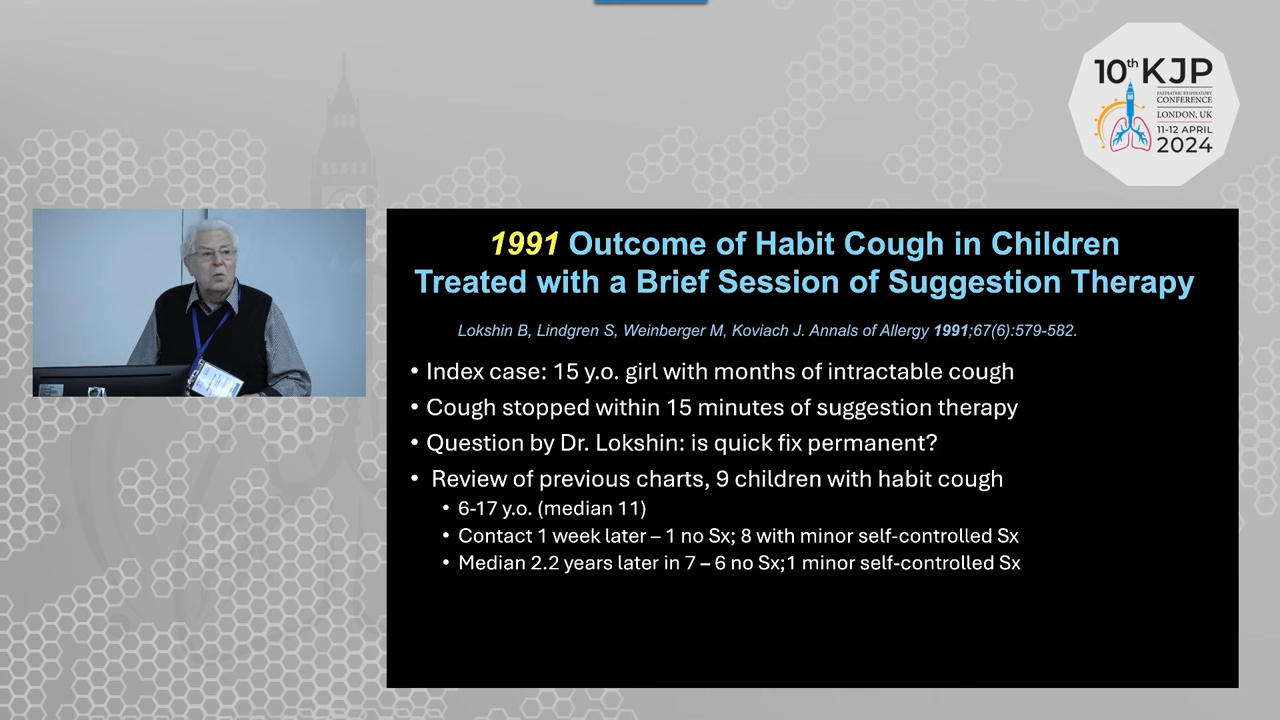 10th KJP
PAEDIATRIC RESPIRATORY
CONFERENCE
LONDON, UK
11-12 APRIL
2024
1991 Outcome of Habit Cough in Children
Treated with a Brief Session of Suggestion Therapy
Lokshin B, Lindgren S, Weinberger M, Koviach J. Annals of Allergy 1991;67(6):579-582.
• Index case: 15 y.o. girl with months of intractable cough
• Cough stopped within 15 minutes of suggestion therapy
• Question by Dr. Lokshin: is quick fix permanent?
• Review of previous charts, 9 children with habit cough
• 6-17 y.o. (median 11)
• Contact 1 week later – 1 no Sx; 8 with minor self-controlled Sx
• Median 2.2 years later in 7 – 6 no Sx;1 minor self-controlled Sx